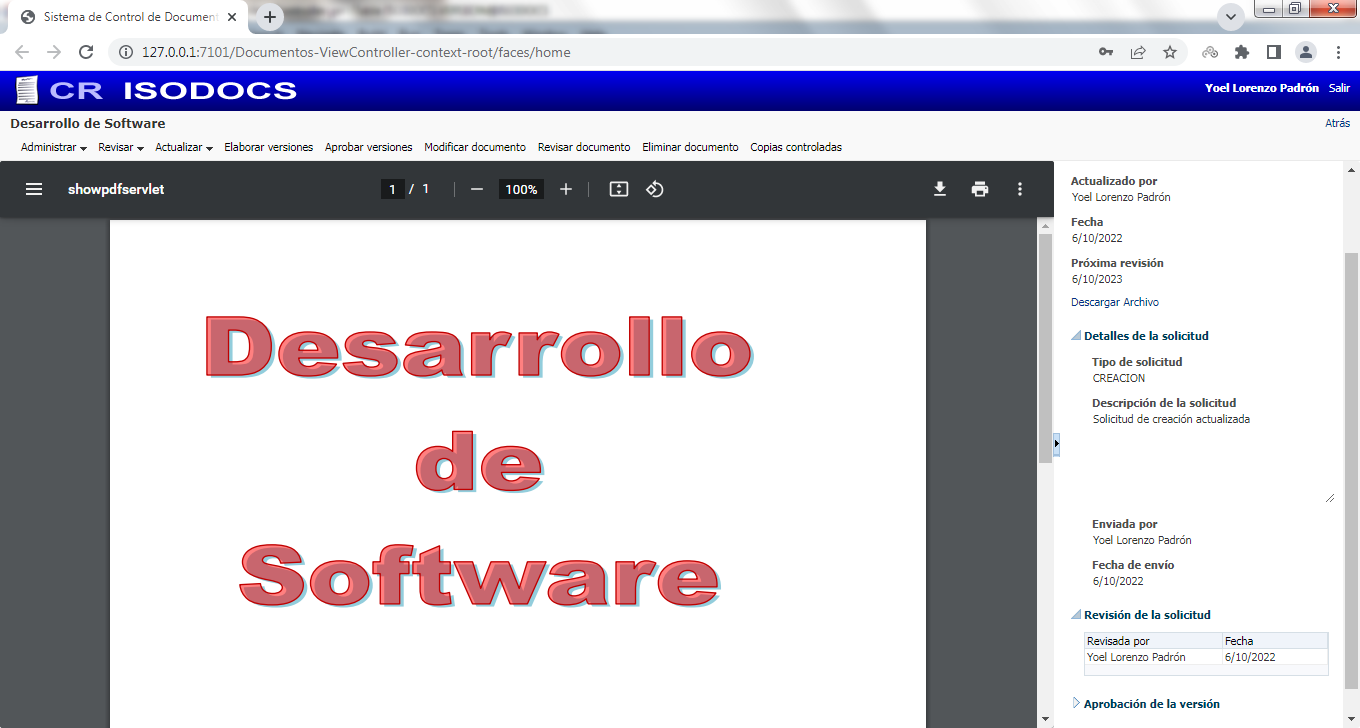 Sistema de Control de Document
127.0.0.1:7101/Documentos-ViewController-context-root/faces/home
CR ISODOCS
Yoel Lorenzo Padrón Salir
Desarrollo de Software
Atrás
Administrar Revisar Actualizar Elaborar versiones Aprobar versiones Modificar documento Revisar documento Eliminar documento Copias controladas
showpdfservlet
1 / 1
100%
Desarrollo
de
Software
Actualizado por
Yoel Lorenzo Padrón
Fecha
6/10/2022
Próxima revisión
6/10/2023
Descargar Archivo
Detalles de la solicitud
Tipo de solicitud
CREACION
Descripción de la solicitud
Solicitud de creación actualizada
Enviada por
Yoel Lorenzo Padrón
Fecha de envío
6/10/2022
Revisión de la solicitud
Revisada por Fecha
Yoel Lorenzo Padrón 6/10/2022
Aprobación de la versión